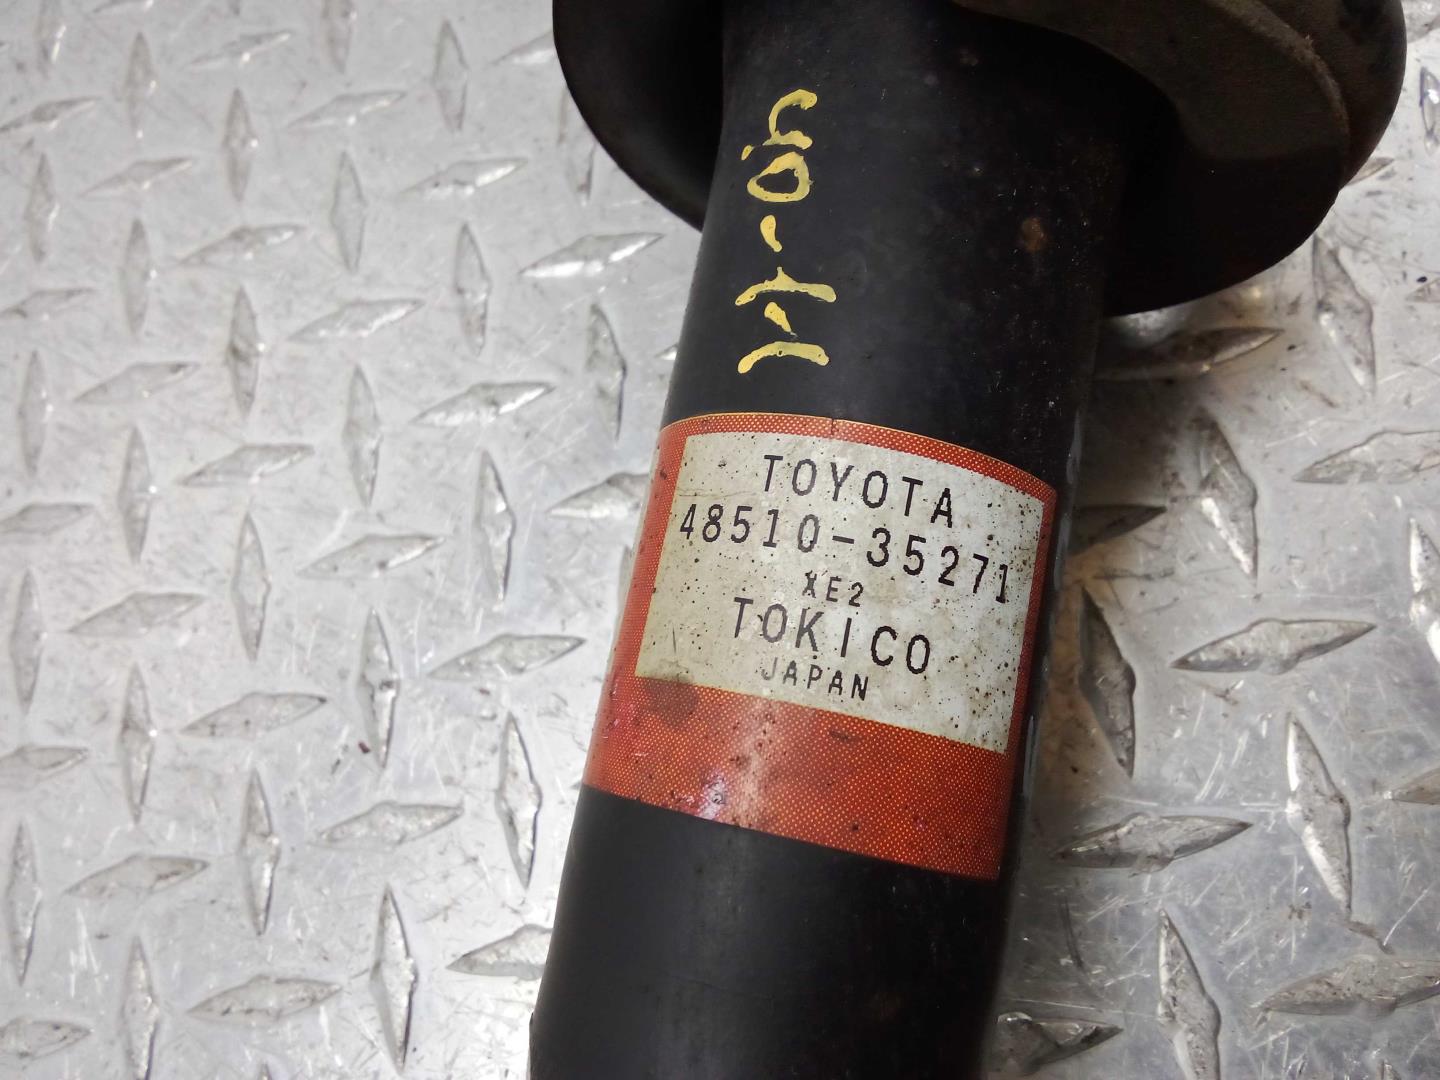 TOYOTA
48510-35271
XE2
TOKICO
JAPAN